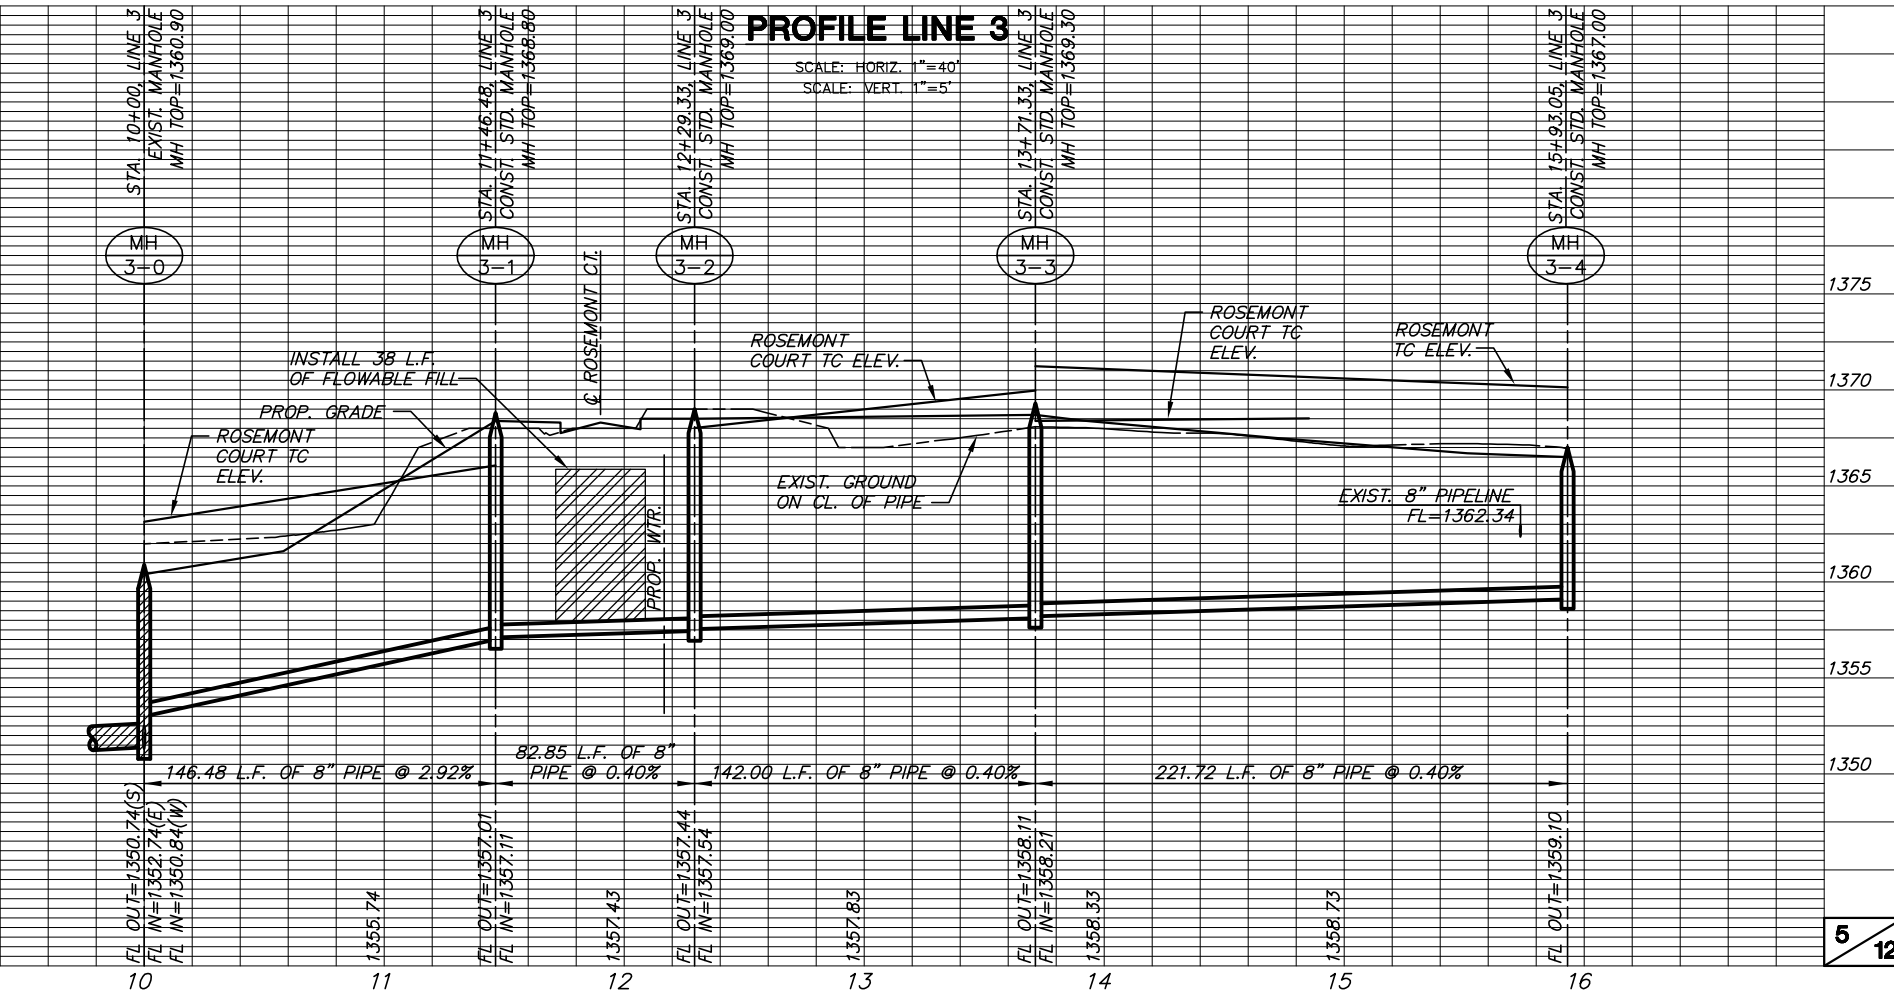 PROFILE LINE 3
SCALE: HORIZ. 1"=40'
SCALE: VERT. 1"=5'
STA. 10+00, LINE 3
EXIST. MANHOLE
MH TOP=1360.90
STA. 11+46.48, LINE 3
CONST. STD. MANHOLE
MH TOP=1368.80
STA. 12+29.33, LINE 3
CONST. STD. MANHOLE
MH TOP=1369.00
STA. 13+71.33, LINE 3
CONST. STD. MANHOLE
MH TOP=1369.30
STA. 15+93.05, LINE 3
CONST. STD. MANHOLE
MH TOP=1367.00
MH
3-0
MH
3-1
MH
3-2
MH
3-3
MH
3-4
℄ ROSEMONT CT.
INSTALL 38 L.F.
OF FLOWABLE FILL
PROP. GRADE
ROSEMONT
COURT TC
ELEV.
ROSEMONT
COURT TC ELEV.
ROSEMONT
COURT TC
ELEV.
ROSEMONT
TC ELEV.
EXIST. GROUND
ON CL. OF PIPE
EXIST. 8" PIPELINE
FL=1362.34
PROP. WTR.
1375
1370
1365
1360
1355
1350
146.48 L.F. OF 8" PIPE @ 2.92%
82.85 L.F. OF 8"
PIPE @ 0.40%
142.00 L.F. OF 8" PIPE @ 0.40%
221.72 L.F. OF 8" PIPE @ 0.40%
FL OUT=1350.74(S)
FL IN=1352.74(E)
FL IN=1350.84(W)
1355.74
FL OUT=1357.01
FL IN=1357.11
1357.43
FL OUT=1357.44
FL IN=1357.54
1357.83
FL OUT=1358.11
FL IN=1358.21
1358.33
1358.73
FL OUT=1359.10
10
11
12
13
14
15
16
5
12